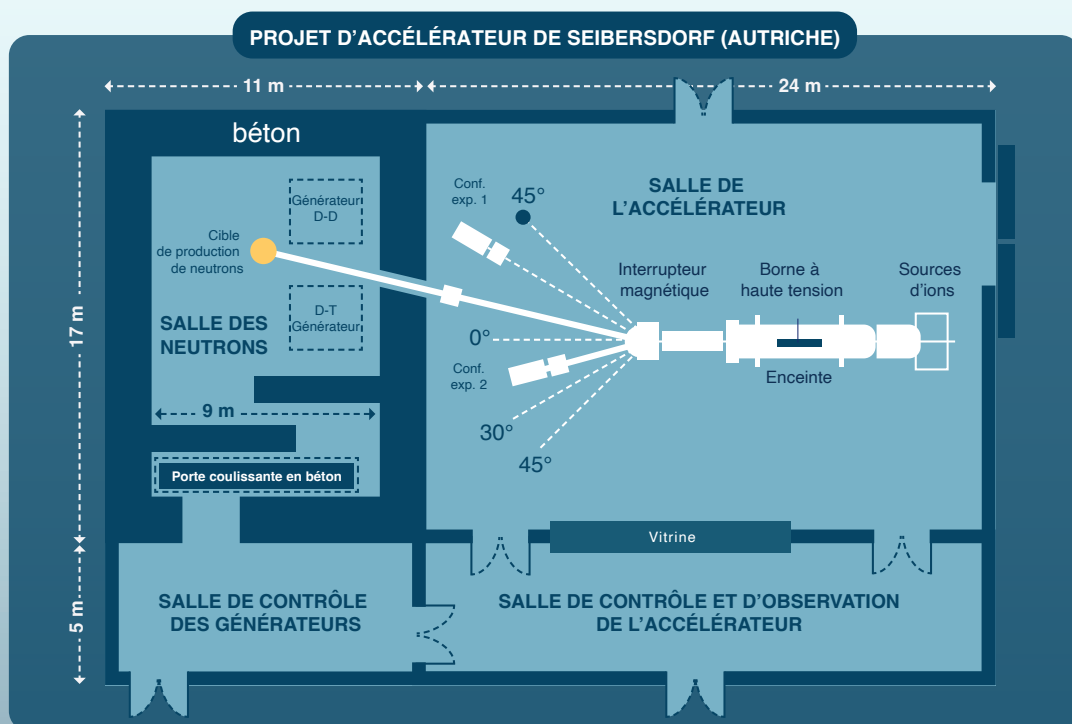 PROJET D’ACCÉLÉRATEUR DE SEIBERSDORF (AUTRICHE)
11 m
24 m
béton
Générateur
D-D
Cible
de production
de neutrons
D-T
Générateur
SALLE DES
NEUTRONS
17 m
9 m
Porte coulissante en béton
Conf.
exp. 1
45°
SALLE DE
L’ACCÉLÉRATEUR
Interrupteur
magnétique
Borne à
haute tension
Sources
d’ions
0°
Conf.
exp. 2
Enceinte
30°
45°
Vitrine
5 m
SALLE DE CONTRÔLE
DES GÉNÉRATEURS
SALLE DE CONTRÔLE ET D’OBSERVATION
DE L’ACCÉLÉRATEUR